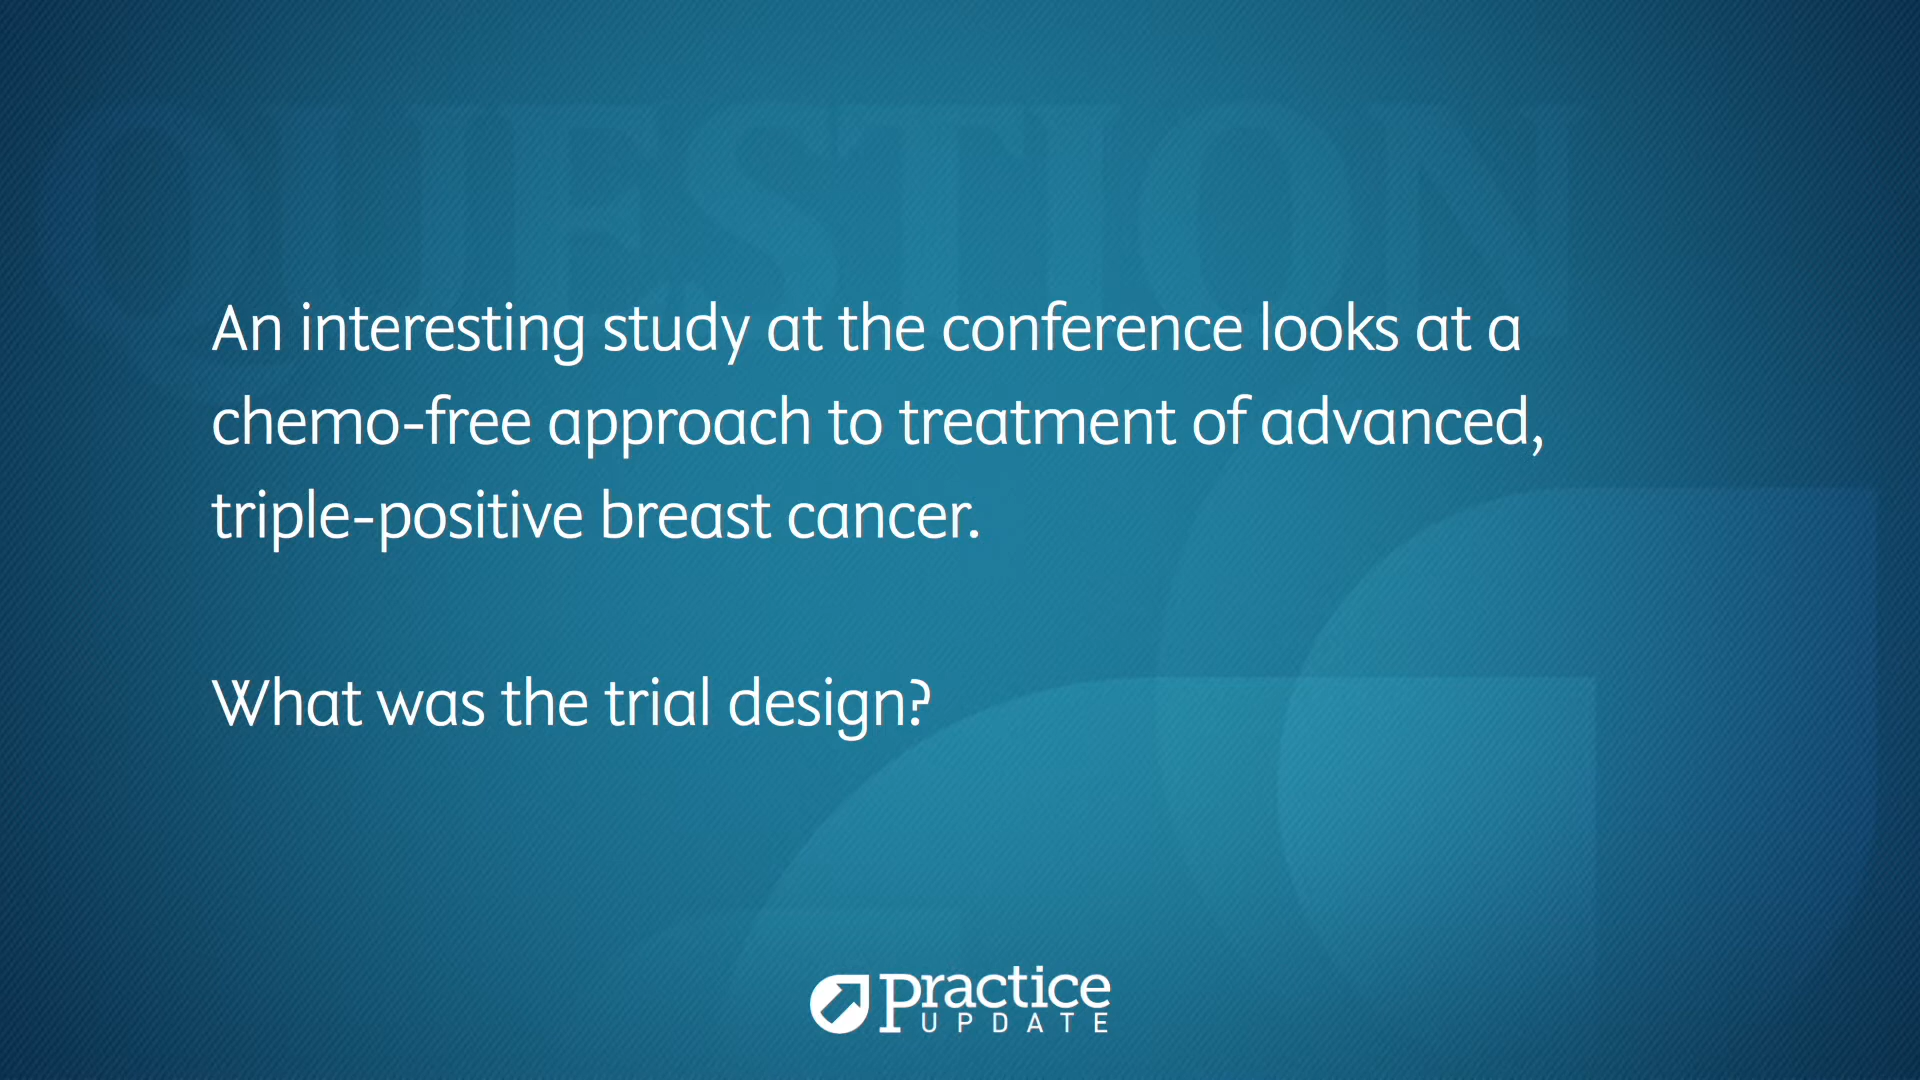 QUESTION
An interesting study at the conference looks at a
chemo-free approach to treatment of advanced,
triple-positive breast cancer.
What was the trial design?
Practice
UPDATE